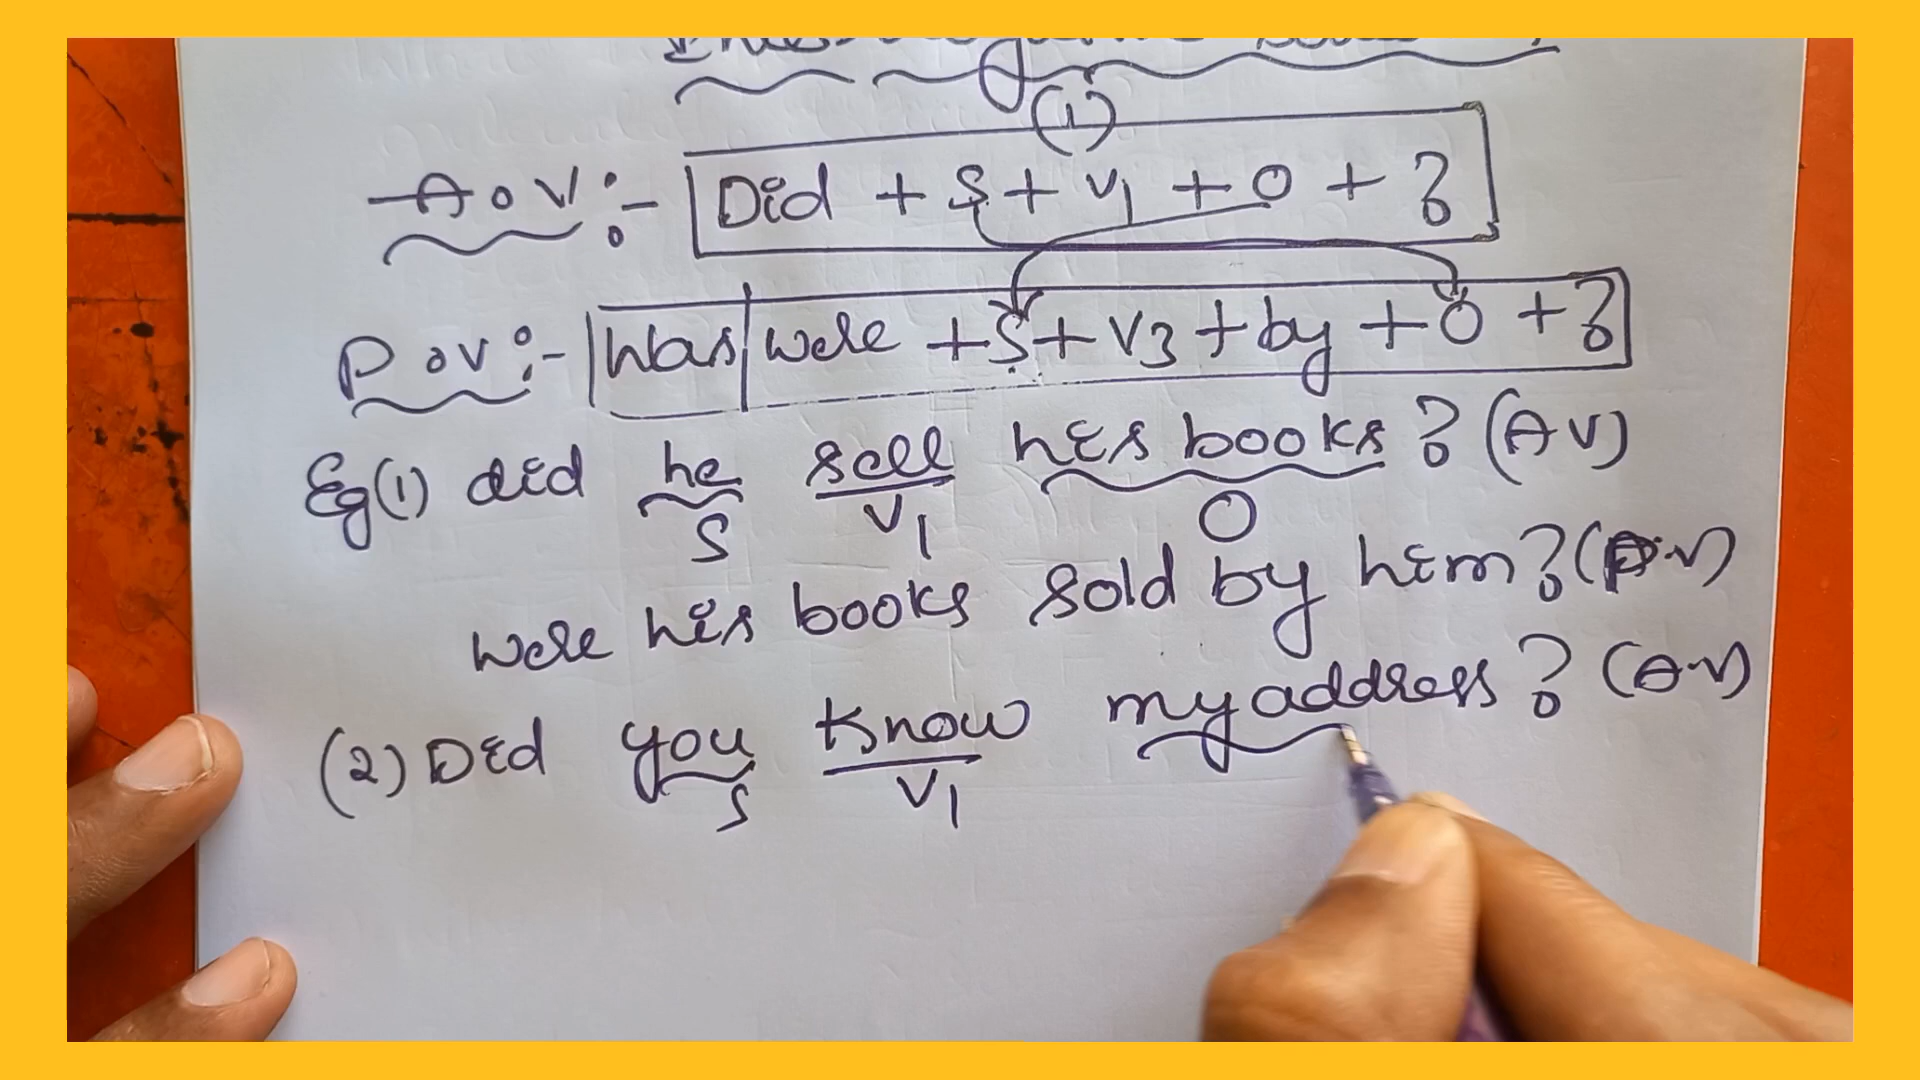 (1)
A.V:- Did + S + V1 + O + ?
P.V:- Was|were + S + V3 + by + O + ?
Eg(1) did he sell his books ? (AV)
S V1 O
were his books sold by him? (P.V)
(2) Did you know my address ? (A.V)
S V1